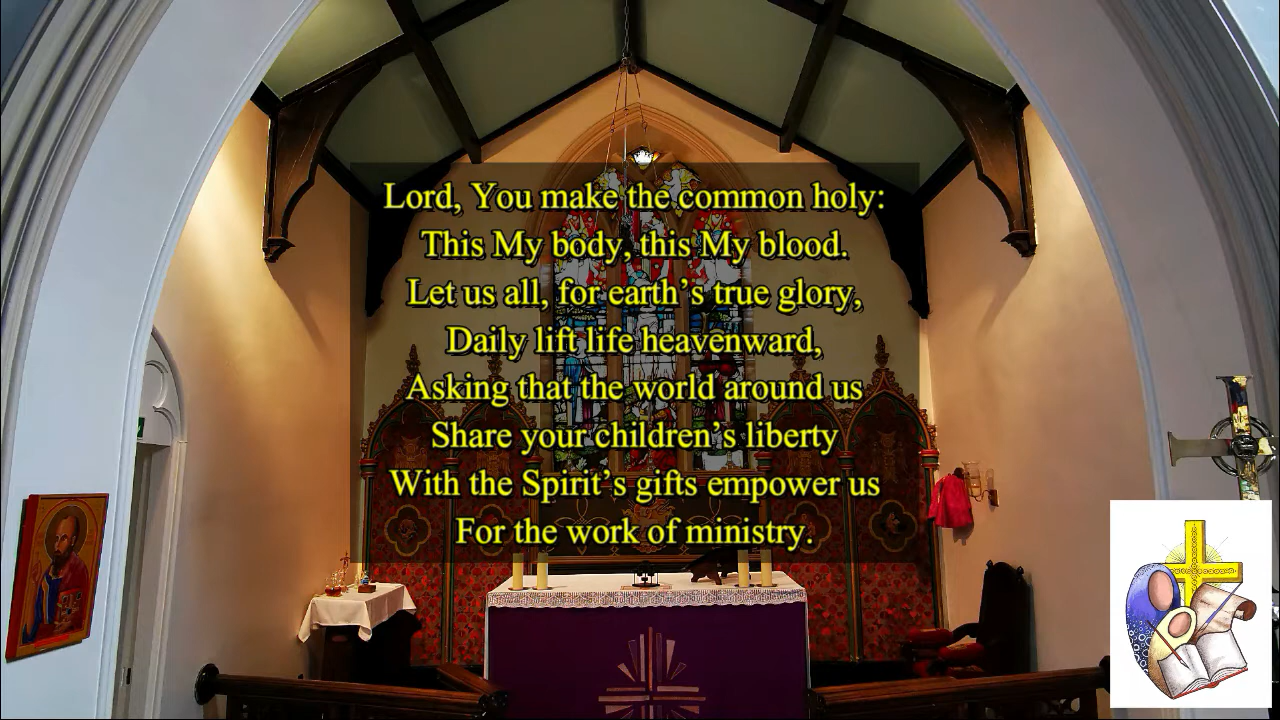 Lord, You make the common holy:
This My body, this My blood.
Let us all, for earth’s true glory,
Daily lift life heavenward,
Asking that the world around us
Share your children’s liberty
With the Spirit’s gifts empower us
For the work of ministry.